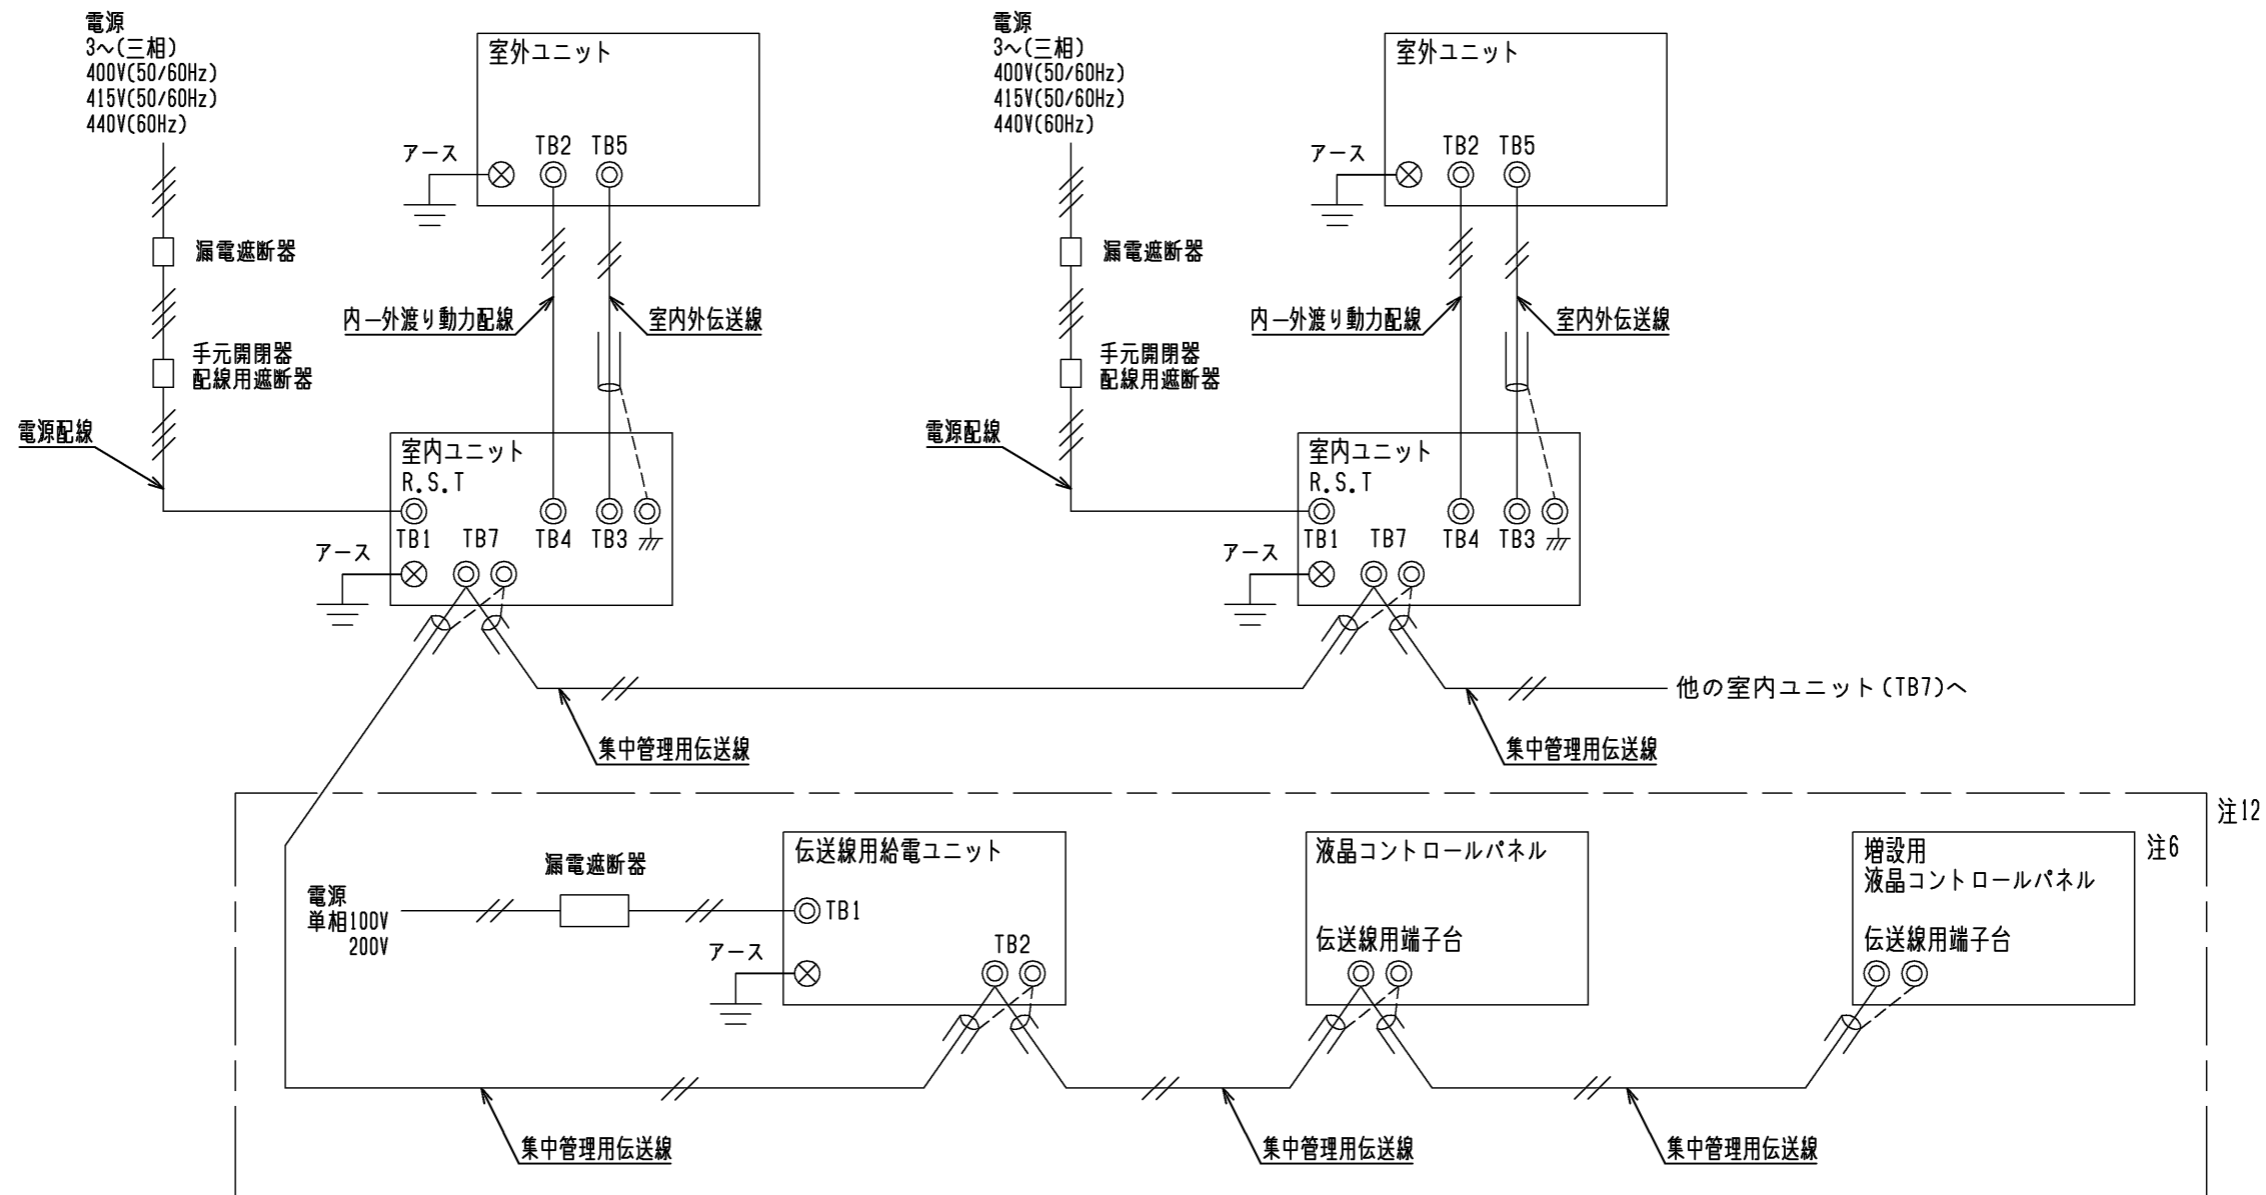 電源
3～(三相)
400V(50/60Hz)
415V(50/60Hz)
440V(60Hz)
室外ユニット
アース
TB2
TB5
漏電遮断器
内－外渡り動力配線
室内外伝送線
手元開閉器
配線用遮断器
電源配線
室内ユニット
R.S.T
TB1
TB7
TB4
TB3
アース
電源
3～(三相)
400V(50/60Hz)
415V(50/60Hz)
440V(60Hz)
室外ユニット
アース
TB2
TB5
漏電遮断器
内－外渡り動力配線
室内外伝送線
手元開閉器
配線用遮断器
電源配線
室内ユニット
R.S.T
TB1
TB7
TB4
TB3
アース
他の室内ユニット(TB7)へ
集中管理用伝送線
集中管理用伝送線
注12
伝送線用給電ユニット
漏電遮断器
電源
単相100V
200V
TB1
アース
TB2
液晶コントロールパネル
伝送線用端子台
増設用
液晶コントロールパネル
伝送線用端子台
注6
集中管理用伝送線
集中管理用伝送線
集中管理用伝送線